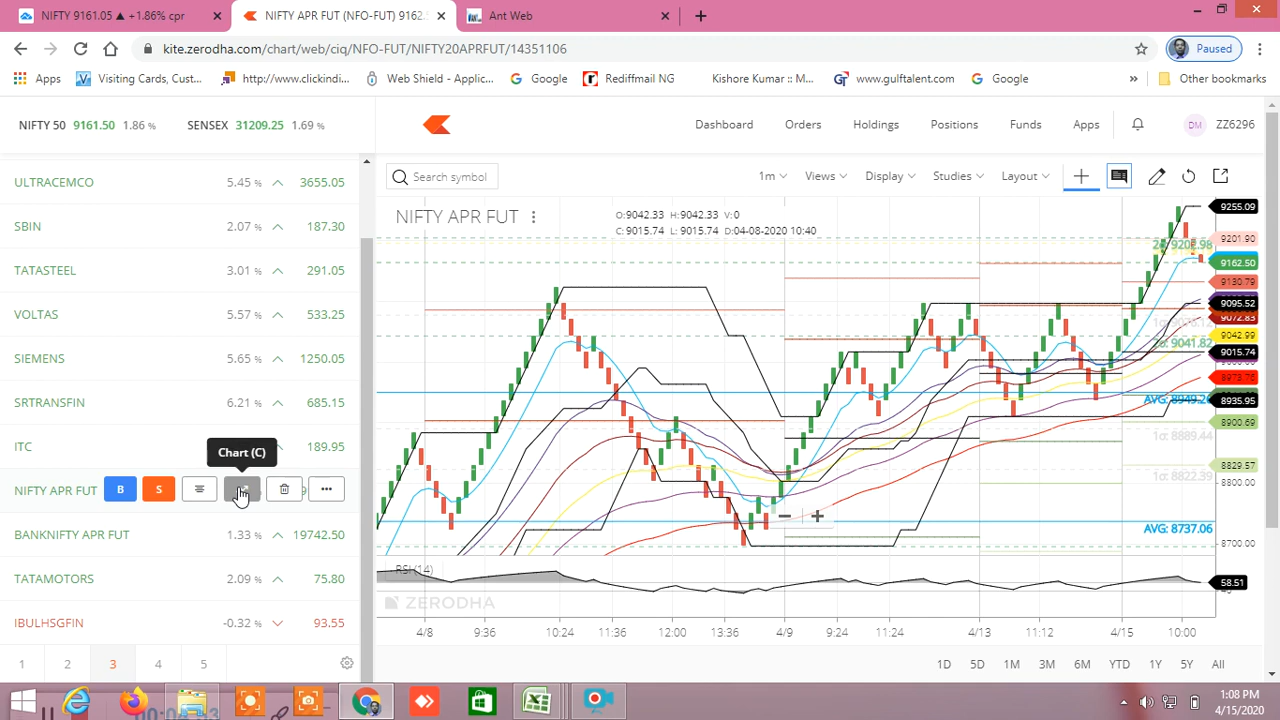 NIFTY 9161.05 ▲ +1.86% cpr
NIFTY APR FUT (NFO-FUT) 9162.5
Ant Web
kite.zerodha.com/chart/web/ciq/NFO-FUT/NIFTY20APRFUT/14351106
Paused
Apps
Visiting Cards, Cust...
http://www.clickindi...
Web Shield - Applic...
Google
Rediffmail NG
Kishore Kumar :: M...
www.gulftalent.com
Google
Other bookmarks
NIFTY 50 9161.50 1.86 %
SENSEX 31209.25 1.69 %
Dashboard
Orders
Holdings
Positions
Funds
Apps
DM
ZZ6296
ULTRACEMCO 5.45 % 3655.05
SBIN 2.07 % 187.30
TATASTEEL 3.01 % 291.05
VOLTAS 5.57 % 533.25
SIEMENS 5.65 % 1250.05
SRTRANSFIN 6.21 % 685.15
ITC 189.95
Chart (C)
NIFTY APR FUT B S
BANKNIFTY APR FUT 1.33 % 19742.50
TATAMOTORS 2.09 % 75.80
IBULHSGFIN -0.32 % 93.55
1 2 3 4 5
Search symbol
1m
Views
Display
Studies
Layout
NIFTY APR FUT
O:9042.33 H:9042.33 V:0
C:9015.74 L:9015.74 D:04-08-2020 10:40
9255.09
9201.90
9162.50
9130.79
9095.52
9072.83
9042.99
2σ: 9041.82
9015.74
8973.75
AVG: 8949.26
8935.95
8900.69
1σ: 8889.44
8829.57
1σ: 8822.39
8800.00
AVG: 8737.06
8700.00
RSI(14)
58.51
ZERODHA
4/8 9:36 10:24 11:36 12:00 13:36 4/9 9:24 11:24 4/13 11:12 4/15 10:00
1D 5D 1M 3M 6M YTD 1Y 5Y All
1:08 PM
4/15/2020